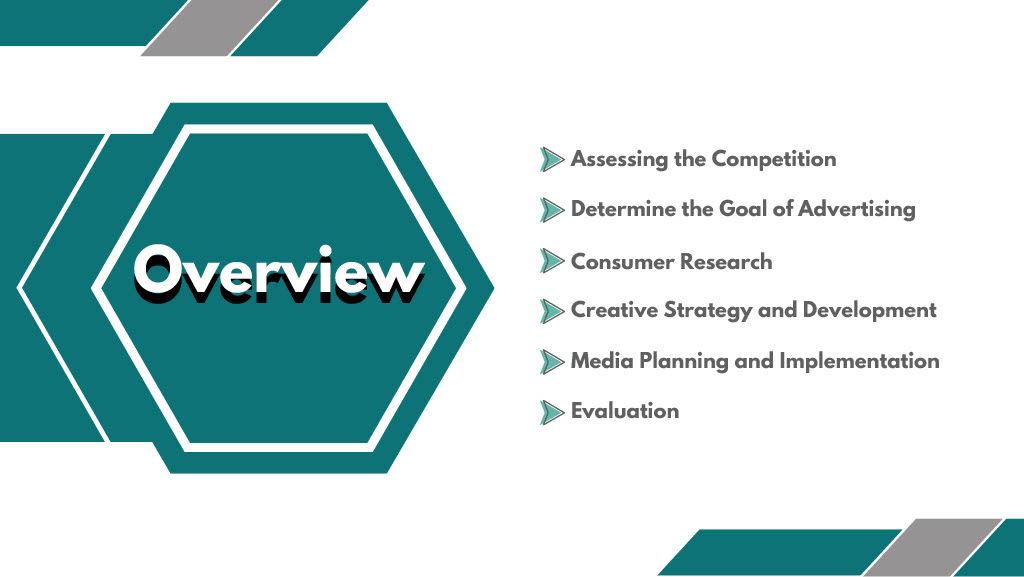 Overview
Assessing the Competition
Determine the Goal of Advertising
Consumer Research
Creative Strategy and Development
Media Planning and Implementation
Evaluation